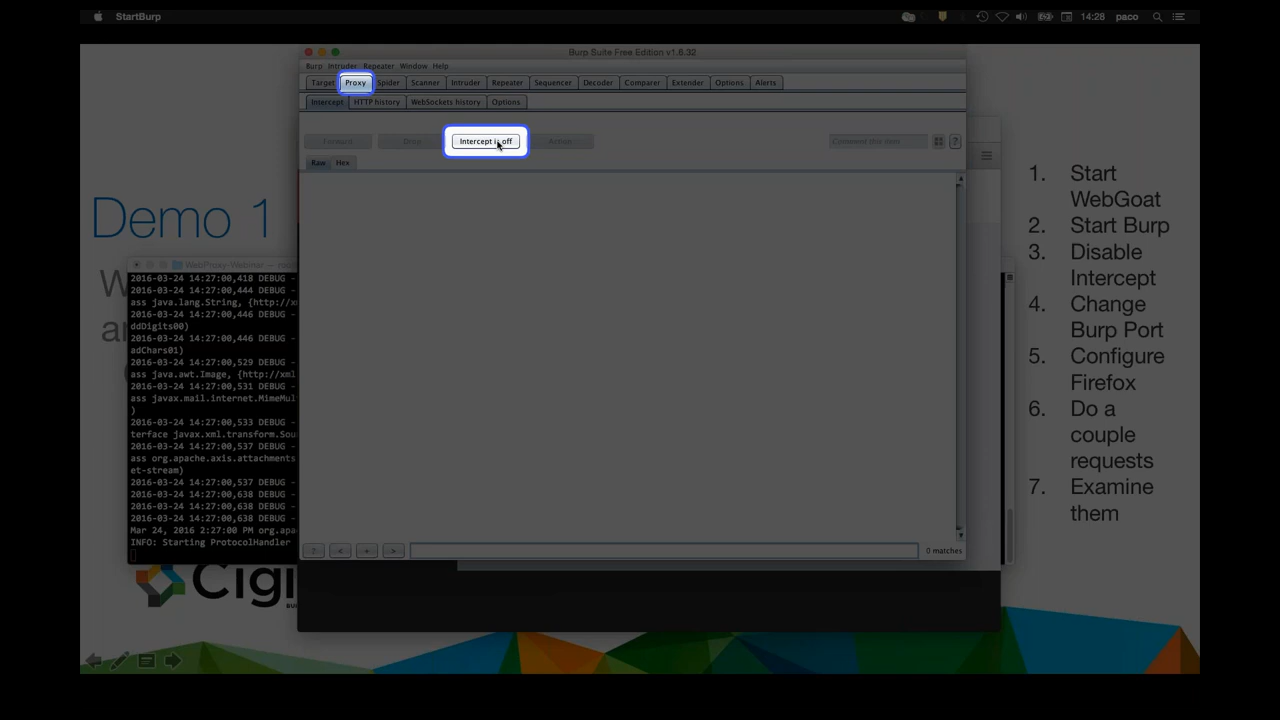 StartBurp
14:28
paco
Burp Suite Free Edition v1.6.32
Burp Intruder Repeater Window Help
Target Proxy Spider Scanner Intruder Repeater Sequencer Decoder Comparer Extender Options Alerts
Intercept HTTP history WebSockets history Options
Forward Drop Intercept is off Action Comment this item ?
Raw Hex
Demo 1
W
an
2016-03-24 14:27:00,418 DEBUG -
2016-03-24 14:27:00,444 DEBUG -
ass java.lang.String, {http://x
2016-03-24 14:27:00,446 DEBUG -
ddDigits00)
2016-03-24 14:27:00,446 DEBUG -
adChars01)
2016-03-24 14:27:00,529 DEBUG -
ass java.awt.Image, {http://xml
2016-03-24 14:27:00,531 DEBUG -
ass javax.mail.internet.MimeMul
)
2016-03-24 14:27:00,533 DEBUG -
terface javax.xml.transform.Sou
2016-03-24 14:27:00,537 DEBUG -
ass org.apache.axis.attachments
et-stream)
2016-03-24 14:27:00,537 DEBUG -
2016-03-24 14:27:00,638 DEBUG -
2016-03-24 14:27:00,638 DEBUG -
2016-03-24 14:27:00,638 DEBUG -
Mar 24, 2016 2:27:00 PM org.apa
INFO: Starting ProtocolHandler
? < + > 0 matches
Cigi
1. Start
WebGoat
2. Start Burp
3. Disable
Intercept
4. Change
Burp Port
5. Configure
Firefox
6. Do a
couple
requests
7. Examine
them